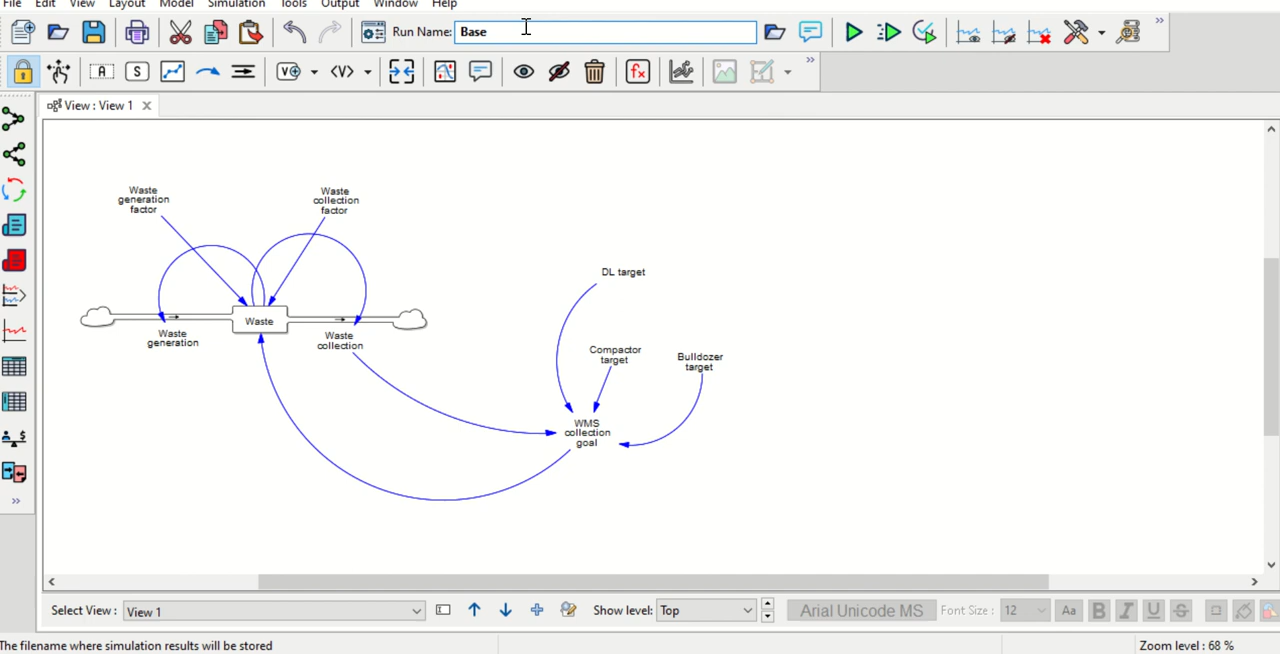 File Edit View Layout Model Simulation Tools Output Window Help
Run Name: Base
A S V <V> fx
View : View 1
Waste
generation
factor
Waste
collection
factor
DL target
Waste
Waste
generation
Waste
collection
Compactor
target
Bulldozer
target
WMS
collection
goal
Select View : View 1 Show level: Top Arial Unicode MS Font Size : 12 Aa B I U S
The filename where simulation results will be stored
Zoom level : 68 %